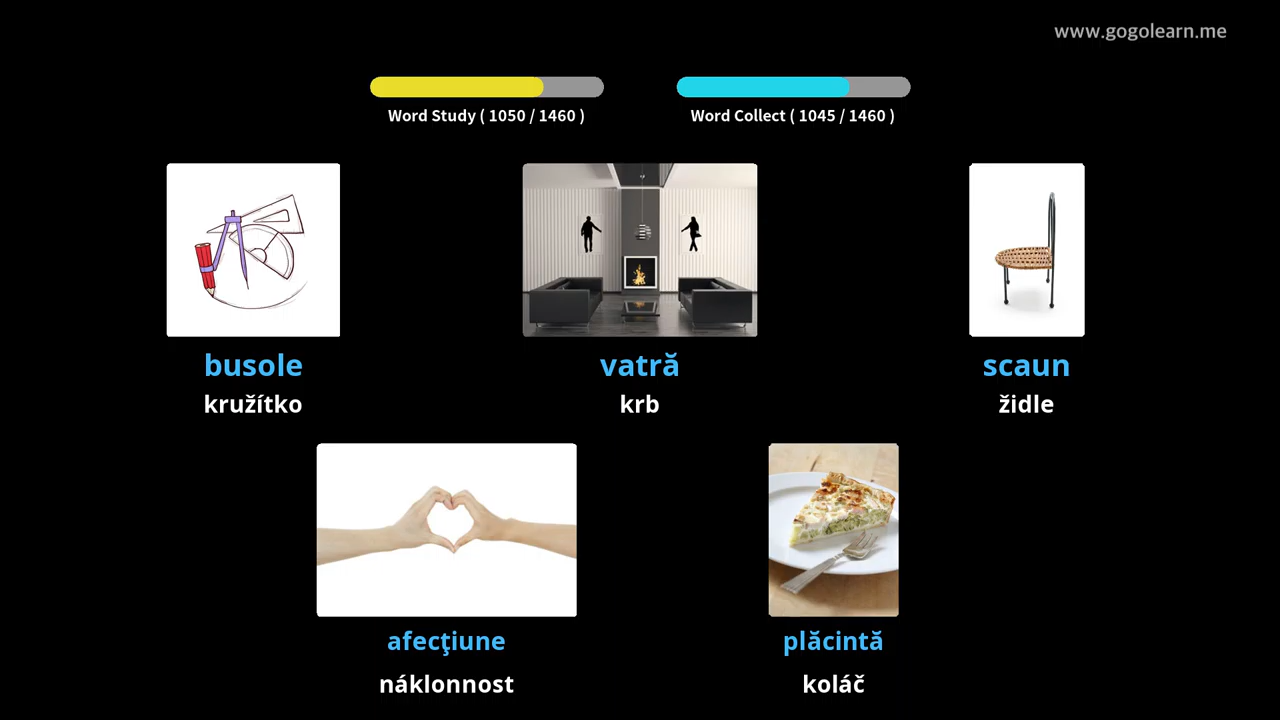 www.gogolearn.me
Word Study ( 1050 / 1460 )
Word Collect ( 1045 / 1460 )
busole
vatră
scaun
kružítko
krb
židle
afecţiune
plăcintă
náklonnost
koláč